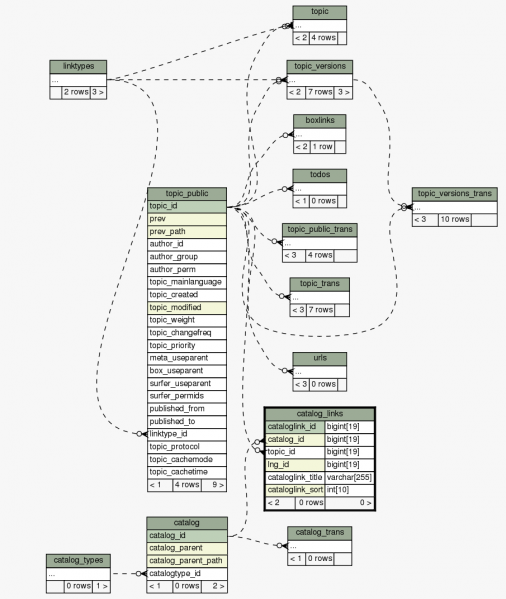 topic
...
< 2 4 rows
linktypes
...
2 rows 3 >
topic_versions
...
< 2 7 rows 3 >
boxlinks
...
< 2 1 row
todos
...
< 1 0 rows
topic_versions_trans
...
< 3 10 rows
topic_public
topic_id
prev
prev_path
author_id
author_group
author_perm
topic_mainlanguage
topic_created
topic_modified
topic_weight
topic_changefreq
topic_priority
meta_useparent
box_useparent
surfer_useparent
surfer_permids
published_from
published_to
linktype_id
topic_protocol
topic_cachemode
topic_cachetime
< 1 4 rows 9 >
topic_public_trans
...
< 3 4 rows
topic_trans
...
< 3 7 rows
urls
...
< 3 0 rows
catalog_links
cataloglink_id bigint[19]
catalog_id bigint[19]
topic_id bigint[19]
lng_id bigint[19]
cataloglink_title varchar[255]
cataloglink_sort int[10]
< 2 0 rows 0 >
catalog
catalog_id
catalog_parent
catalog_parent_path
catalogtype_id
< 1 0 rows 2 >
catalog_trans
...
< 1 0 rows
catalog_types
...
0 rows 1 >